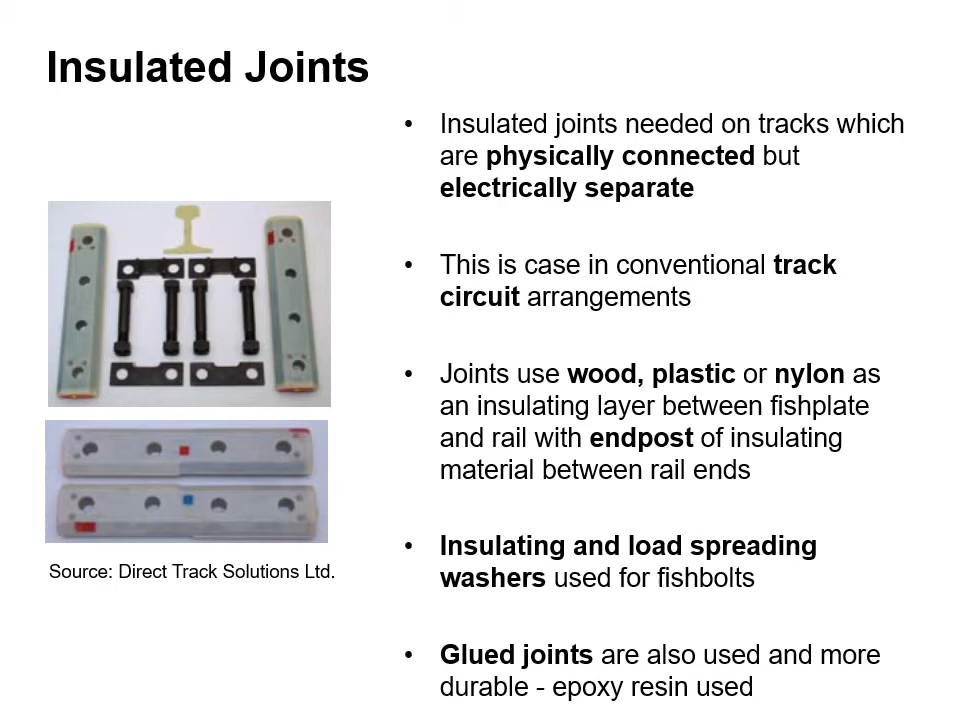 Insulated Joints
• Insulated joints needed on tracks which
are physically connected but
electrically separate
• This is case in conventional track
circuit arrangements
• Joints use wood, plastic or nylon as
an insulating layer between fishplate
and rail with endpost of insulating
material between rail ends
• Insulating and load spreading
washers used for fishbolts
• Glued joints are also used and more
durable - epoxy resin used
Source: Direct Track Solutions Ltd.